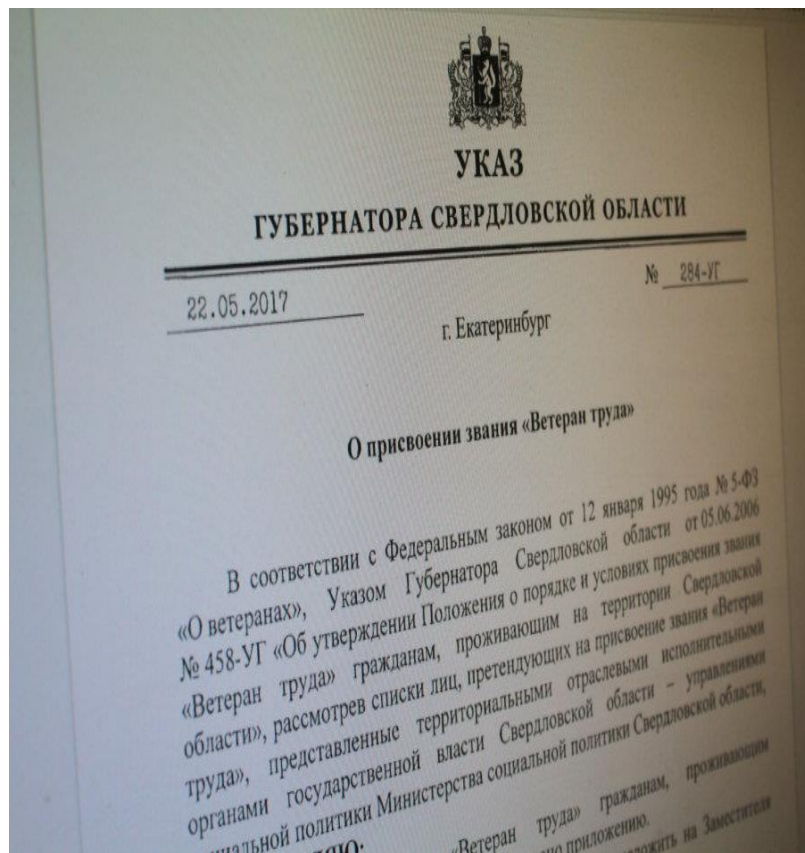 УКАЗ
ГУБЕРНАТОРА СВЕРДЛОВСКОЙ ОБЛАСТИ
22.05.2017
№ 284-УГ
г. Екатеринбург
О присвоении звания «Ветеран труда»
В соответствии с Федеральным законом от 12 января 1995 года № 5-ФЗ
«О ветеранах», Указом Губернатора Свердловской области от 05.06.2006
№ 458-УГ «Об утверждении Положения о порядке и условиях присвоения звания
«Ветеран труда» гражданам, проживающим на территории Свердловской
области», рассмотрев списки лиц, претендующих на присвоение звания «Ветеран
труда», представленные территориальными отраслевыми исполнительными
органами государственной власти Свердловской области – управлениями
политики Министерства социальной политики Свердловской области,
«Ветеран труда» гражданам, проживающим
приложению.
на Заместителя